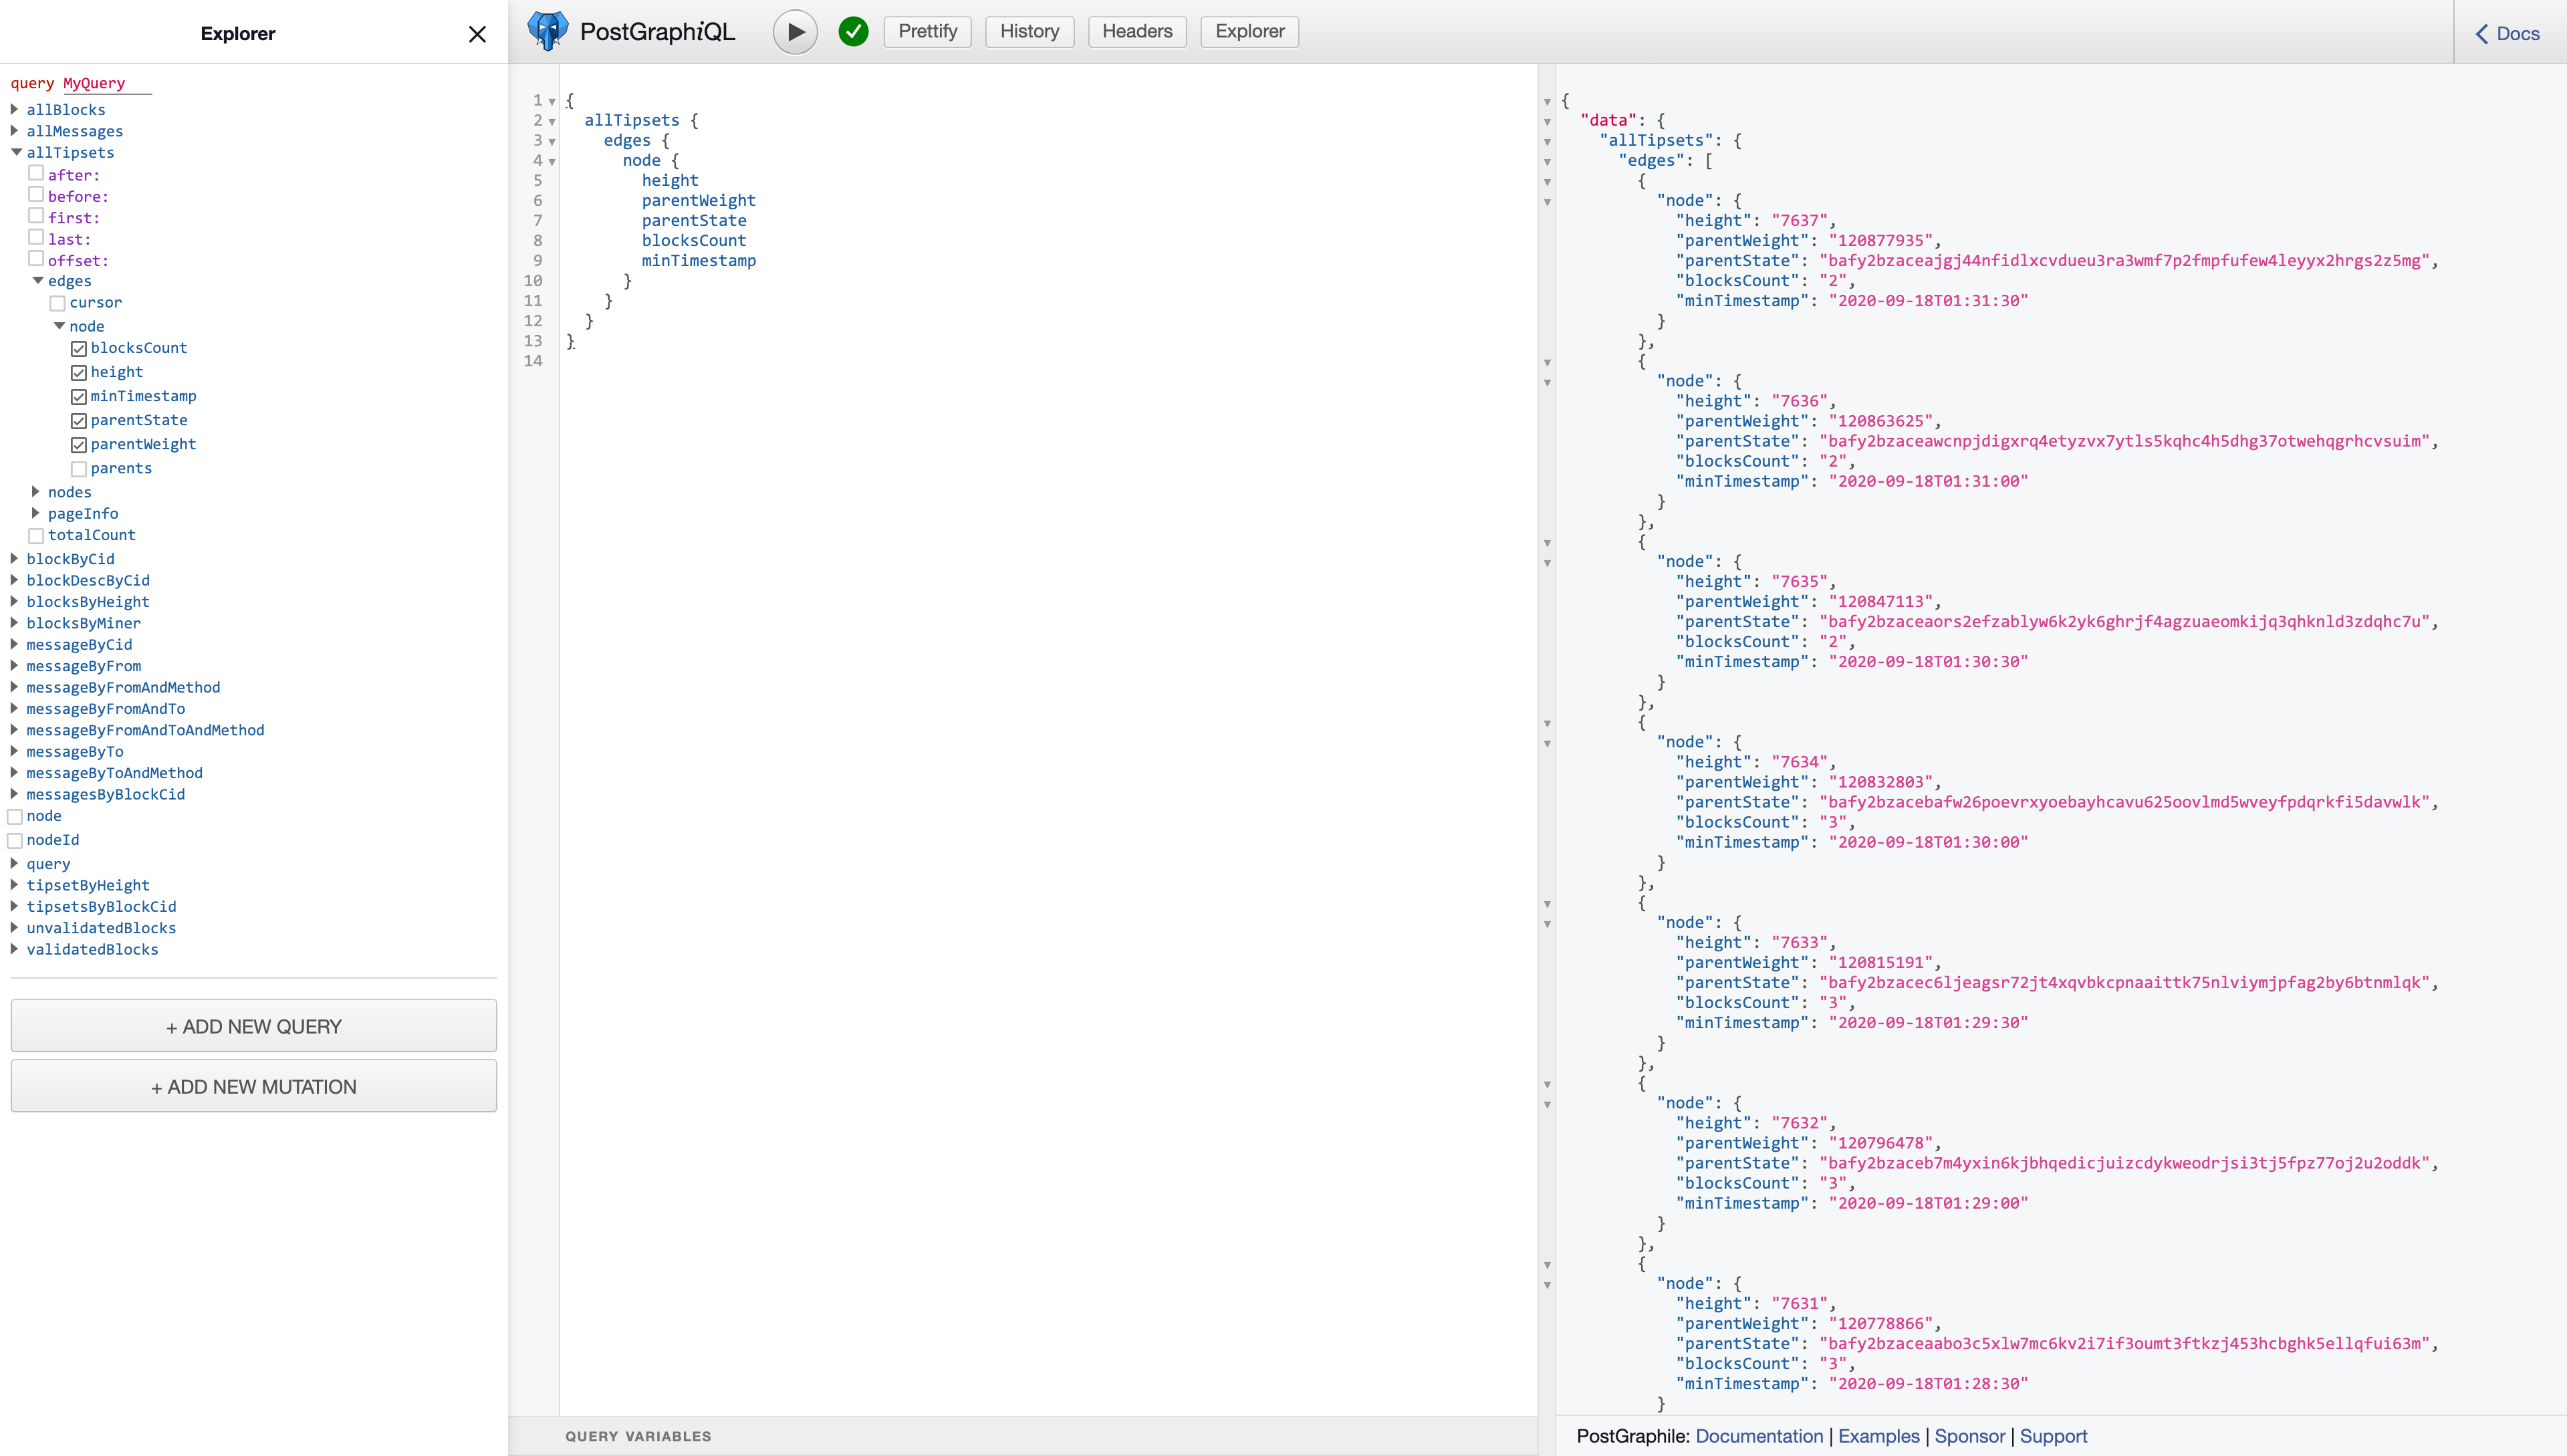 Explorer
query MyQuery
allBlocks
allMessages
allTipsets
after:
before:
first:
last:
offset:
edges
cursor
node
blocksCount
height
minTimestamp
parentState
parentWeight
parents
nodes
pageInfo
totalCount
blockByCid
blockDescByCid
blocksByHeight
blocksByMiner
messageByCid
messageByFrom
messageByFromAndMethod
messageByFromAndTo
messageByFromAndToAndMethod
messageByTo
messageByToAndMethod
messagesByBlockCid
node
nodeId
query
tipsetByHeight
tipsetsByBlockCid
unvalidatedBlocks
validatedBlocks
+ ADD NEW QUERY
+ ADD NEW MUTATION
PostGraphiQL
Prettify
History
Headers
Explorer
Docs
1 {
2 allTipsets {
3 edges {
4 node {
5 height
6 parentWeight
7 parentState
8 blocksCount
9 minTimestamp
10 }
11 }
12 }
13 }
14
QUERY VARIABLES
{
"data": {
"allTipsets": {
"edges": [
{
"node": {
"height": "7637",
"parentWeight": "120877935",
"parentState": "bafy2bzaceajgj44nfidlxcvdueu3ra3wmf7p2fmpfufew4leyyx2hrgs2z5mg",
"blocksCount": "2",
"minTimestamp": "2020-09-18T01:31:30"
}
},
{
"node": {
"height": "7636",
"parentWeight": "120863625",
"parentState": "bafy2bzaceawcnpjdigxrq4etyzvx7ytls5kqhc4h5dhg37otwehqgrhcvsuim",
"blocksCount": "2",
"minTimestamp": "2020-09-18T01:31:00"
}
},
{
"node": {
"height": "7635",
"parentWeight": "120847113",
"parentState": "bafy2bzaceaors2efzablyw6k2yk6ghrjf4agzuaeomkijq3qhknld3zdqhc7u",
"blocksCount": "2",
"minTimestamp": "2020-09-18T01:30:30"
}
},
{
"node": {
"height": "7634",
"parentWeight": "120832803",
"parentState": "bafy2bzacebafw26poevrxyoebayhcavu625oovlmd5wveyfpdqrkfi5davwlk",
"blocksCount": "3",
"minTimestamp": "2020-09-18T01:30:00"
}
},
{
"node": {
"height": "7633",
"parentWeight": "120815191",
"parentState": "bafy2bzacec6ljeagsr72jt4xqvbkcpnaaittk75nlviymjpfag2by6btnmlqk",
"blocksCount": "3",
"minTimestamp": "2020-09-18T01:29:30"
}
},
{
"node": {
"height": "7632",
"parentWeight": "120796478",
"parentState": "bafy2bzaceb7m4yxin6kjbhqedicjuizcdykweodrjsi3tj5fpz77oj2u2oddk",
"blocksCount": "3",
"minTimestamp": "2020-09-18T01:29:00"
}
},
{
"node": {
"height": "7631",
"parentWeight": "120778866",
"parentState": "bafy2bzaceaabo3c5xlw7mc6kv2i7if3oumt3ftkzj453hcbghk5ellqfui63m",
"blocksCount": "3",
"minTimestamp": "2020-09-18T01:28:30"
}
PostGraphile: Documentation | Examples | Sponsor | Support